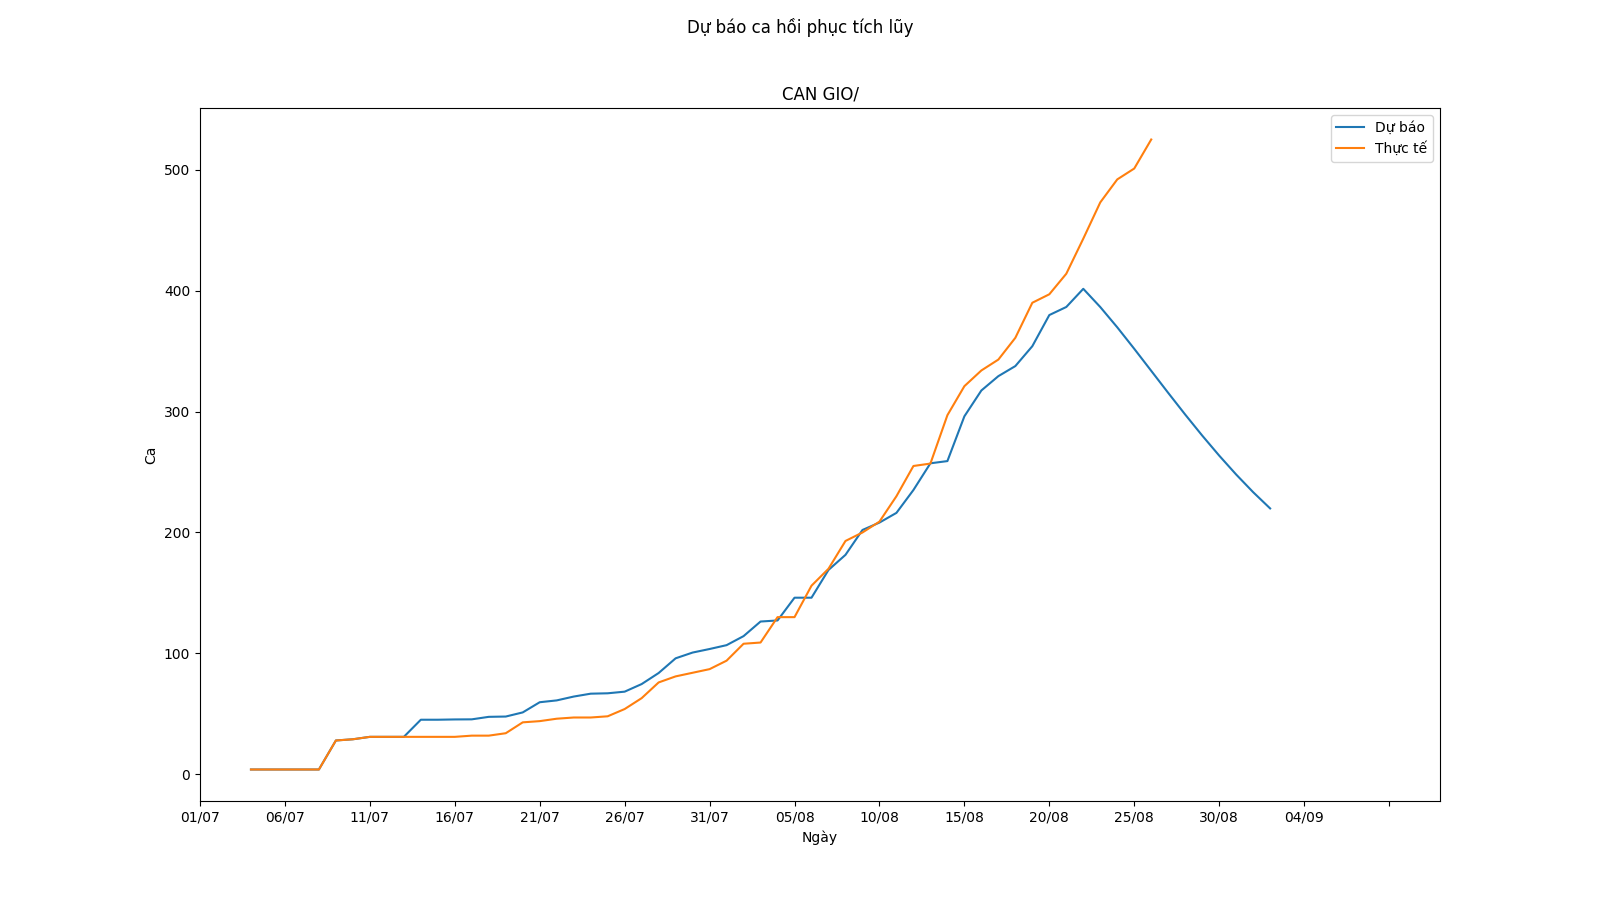 Dự báo ca hồi phục tích lũy
CAN GIO/
Dự báo
Thực tế
500
400
300
200
100
0
Ca
01/07 06/07 11/07 16/07 21/07 26/07 31/07 05/08 10/08 15/08 20/08 25/08 30/08 04/09
Ngày